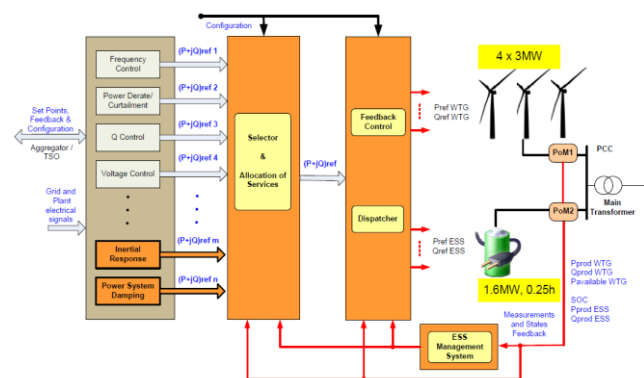 Configuration
Frequency
Control
(P+jQ)ref 1
Power Derate/
Curtailment
(P+jQ)ref 2
Q Control
(P+jQ)ref 3
Voltage Control
(P+jQ)ref 4
Inertial
Response
(P+jQ)ref m
Power System
Damping
(P+jQ)ref n
Set Points,
Feedback &
Configuration
Aggregator /
TSO
Grid and
Plant
electrical
signals
Selector
&
Allocation of
Services
(P+jQ)ref
Feedback
Control
Dispatcher
Pref WTG
Qref WTG
Pref ESS
Qref ESS
4 x 3MW
PoM1
PCC
PoM2
Main
Transformer
1.6MW, 0.25h
Pprod WTG
Qprod WTG
Pavailable WTG
SOC
Pprod ESS
Qprod ESS
Measurements
and States
Feedback
ESS
Management
System